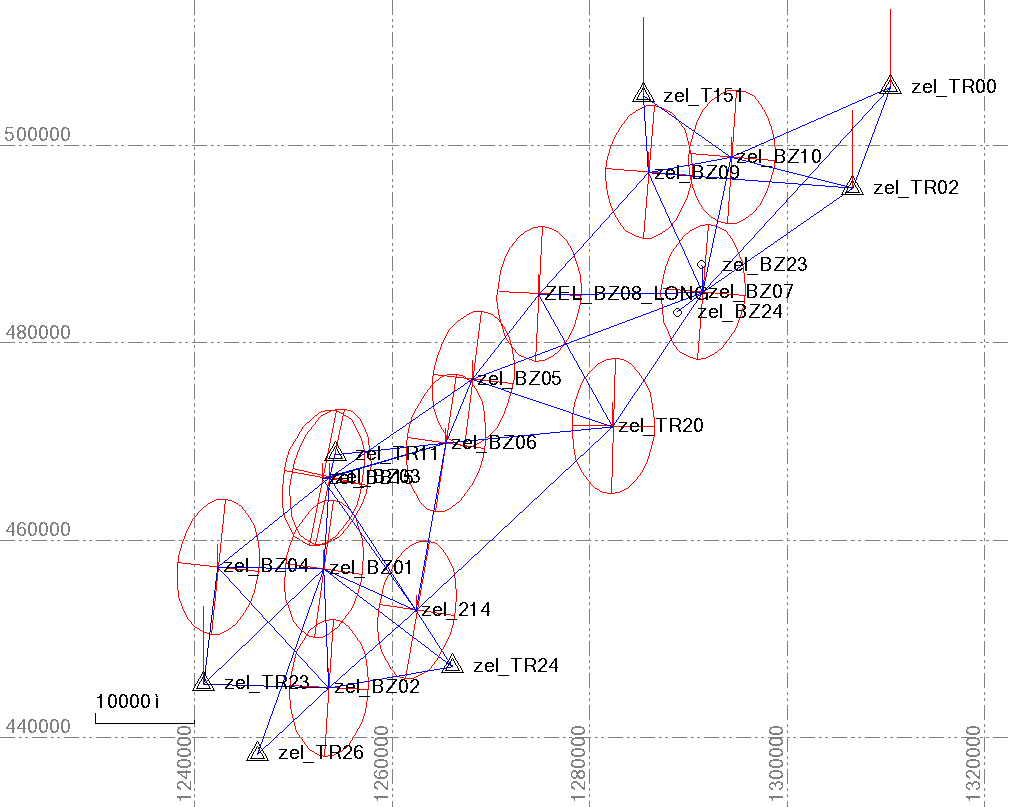 zel_TR00
zel_T151
500000
zel_BZ10
zel_BZ09
zel_TR02
zel_BZ23
ZEL_BZ08_LONG
zel_BZ07
zel_BZ24
480000
zel_BZ05
zel_TR20
zel_BZ06
zel_TR11
460000
zel_BZ04
zel_BZ01
zel_214
zel_TR24
zel_TR23
zel_BZ02
10000ì
440000
zel_TR26
1240000
1260000
1280000
1300000
1320000